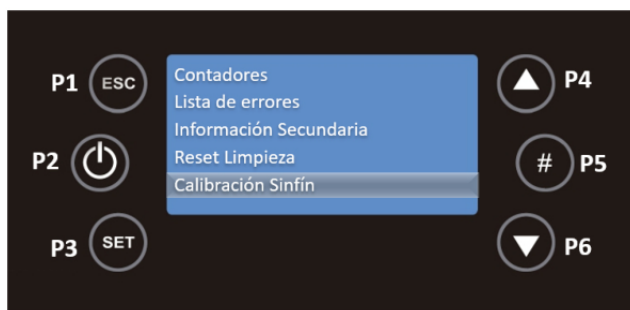 P1 ESC
P2
P3 SET
Contadores
Lista de errores
Información Secundaria
Reset Limpieza
Calibración Sinfín
P4
# P5
P6